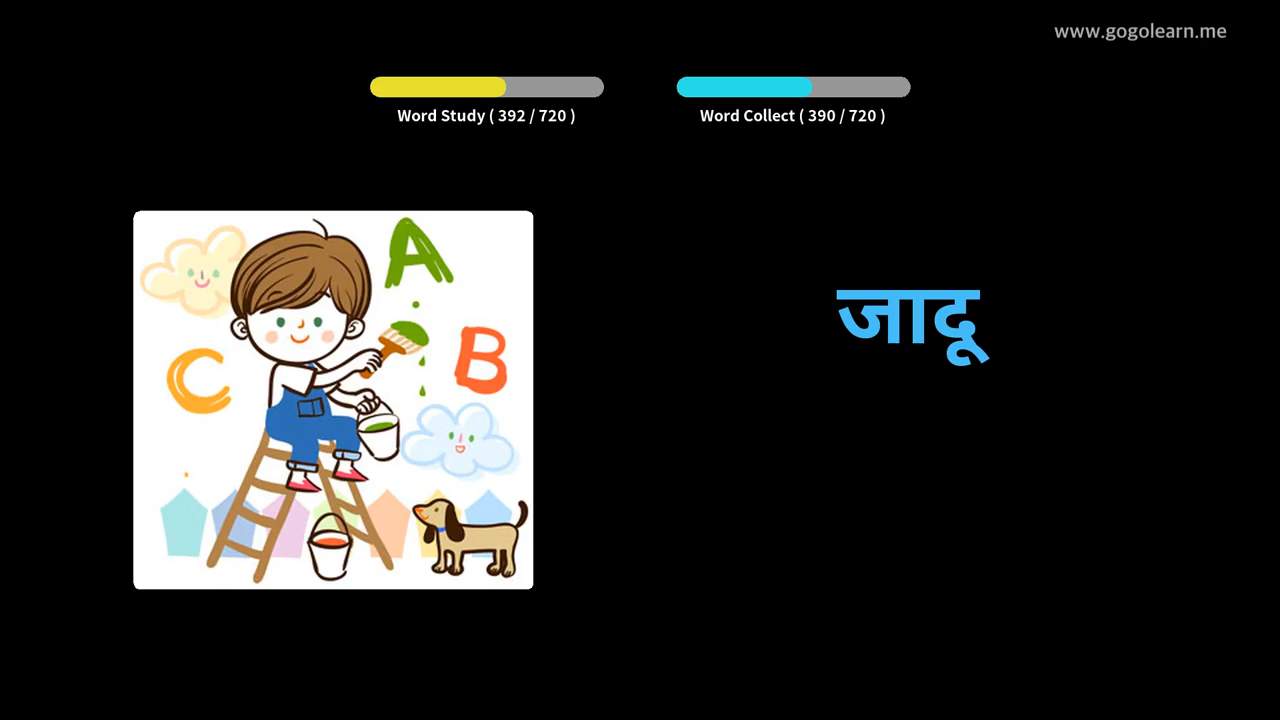 www.gogolearn.me
Word Study ( 392 / 720 )
Word Collect ( 390 / 720 )
A
B
C
जादू